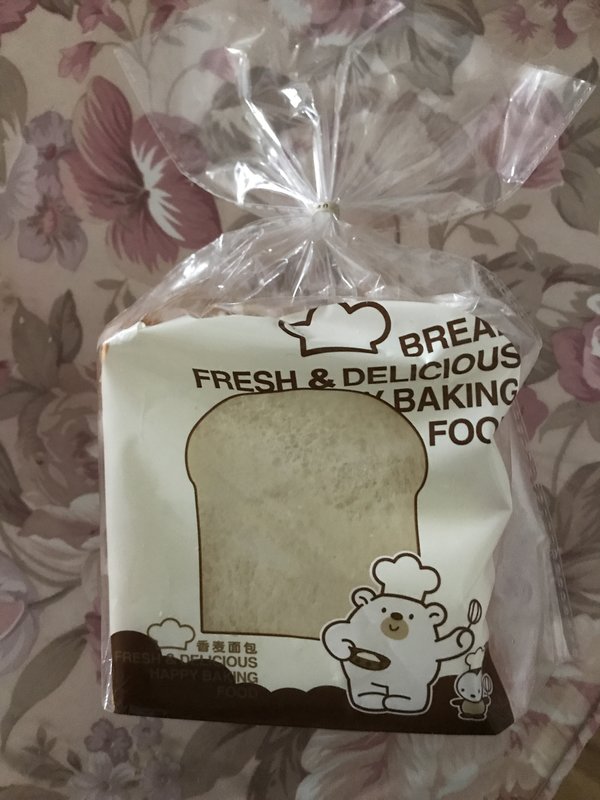 BREA
FRESH & DELICIOUS
Y BAKING
FOO
香麦面包
FRESH & DELICIOUS
HAPPY BAKING
FOOD